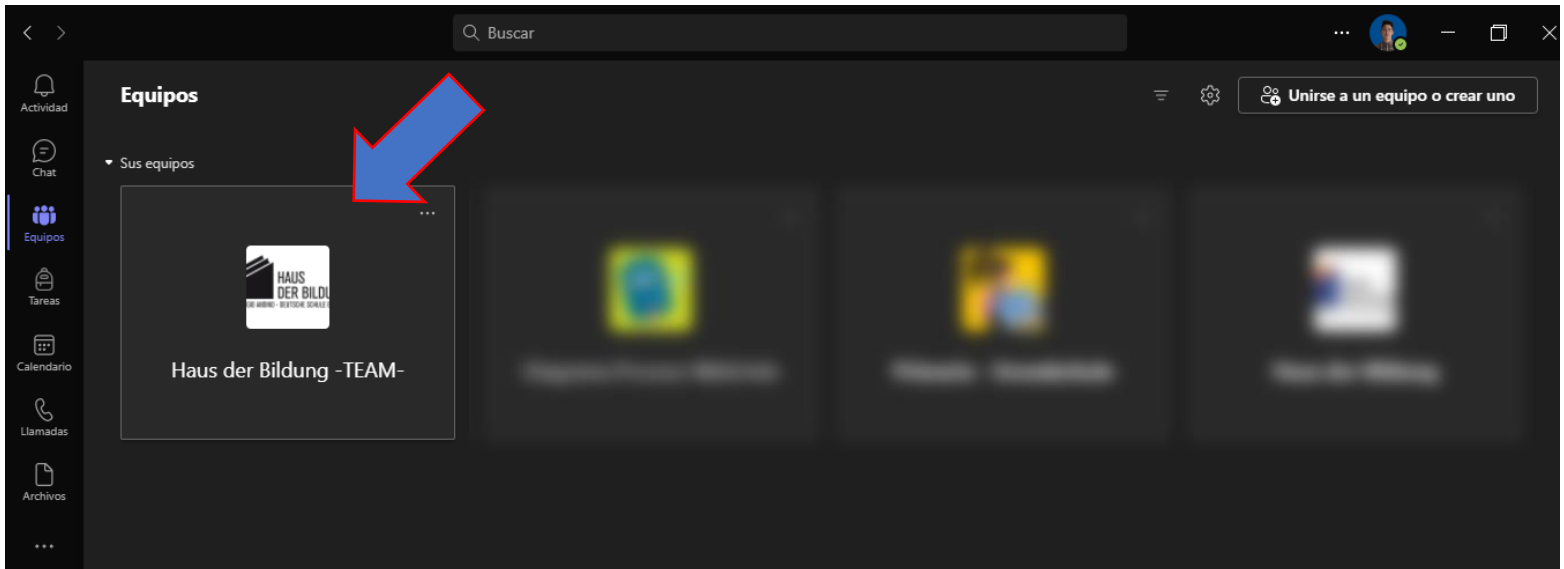 Buscar
Actividad
Equipos
Unirse a un equipo o crear uno
Chat
Sus equipos
Equipos
HAUS
DER BILDU
Tareas
Haus der Bildung -TEAM-
Calendario
Llamadas
Archivos